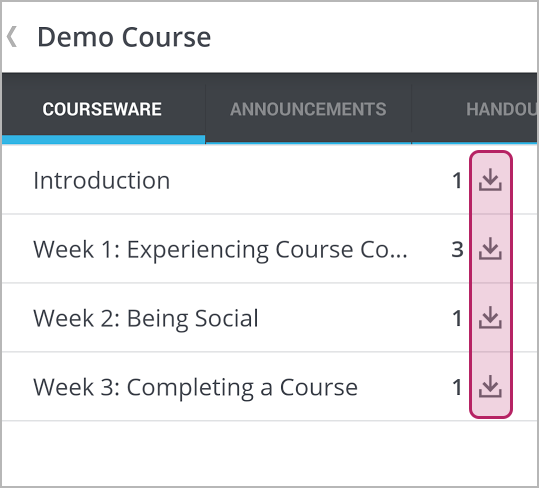 Demo Course
COURSEWARE ANNOUNCEMENTS HANDOU
Introduction 1
Week 1: Experiencing Course Co... 3
Week 2: Being Social 1
Week 3: Completing a Course 1